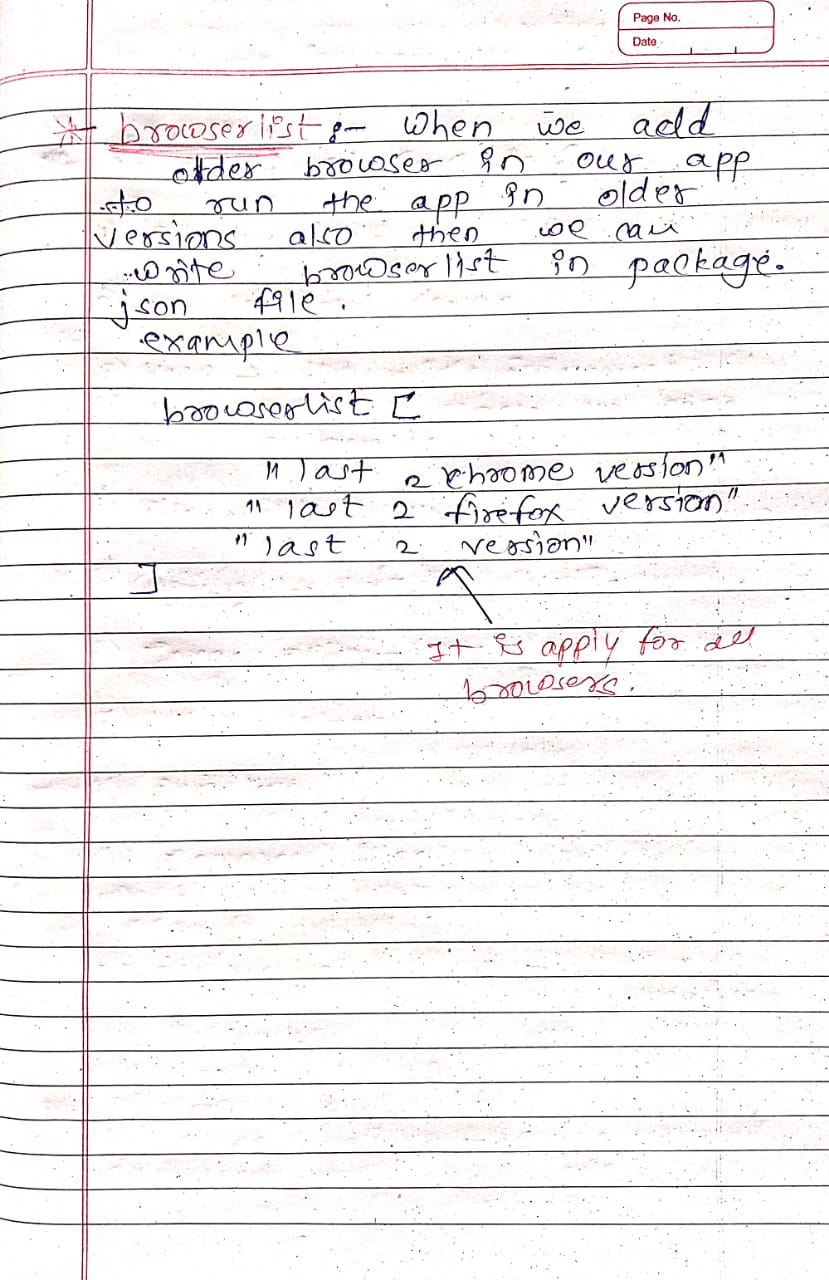 Page No.
Date
* browserlist :- When we add
older browser in our app
to run the app in older
versions also then we can
write browserlist in package.
json file.
example
browserlist [
" last 2 chrome version"
" last 2 firefox version"
" last 2 version"
]
It is apply for all
browsers.